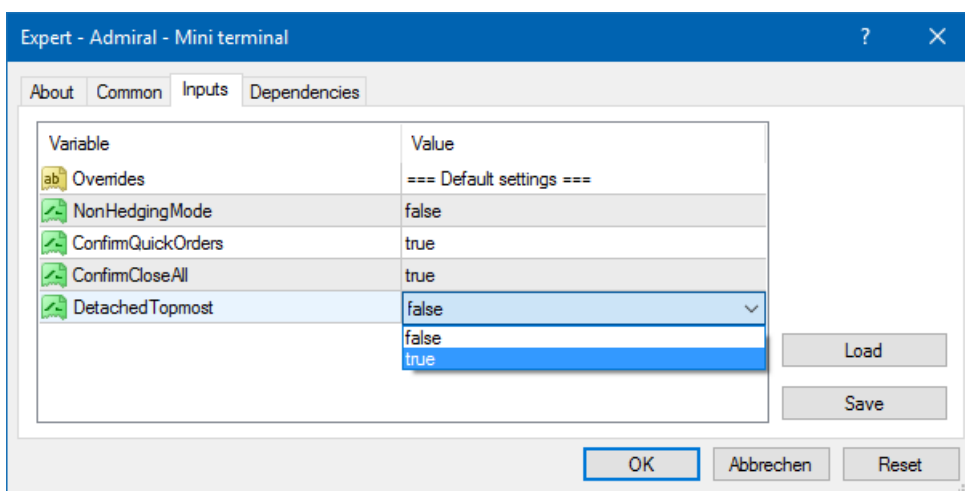 Expert - Admiral - Mini terminal ? ×
About Common Inputs Dependencies
Variable Value
ab Overrides === Default settings ===
NonHedgingMode false
ConfirmQuickOrders true
ConfirmCloseAll true
DetachedTopmost false
false
true
Load
Save
OK Abbrechen Reset